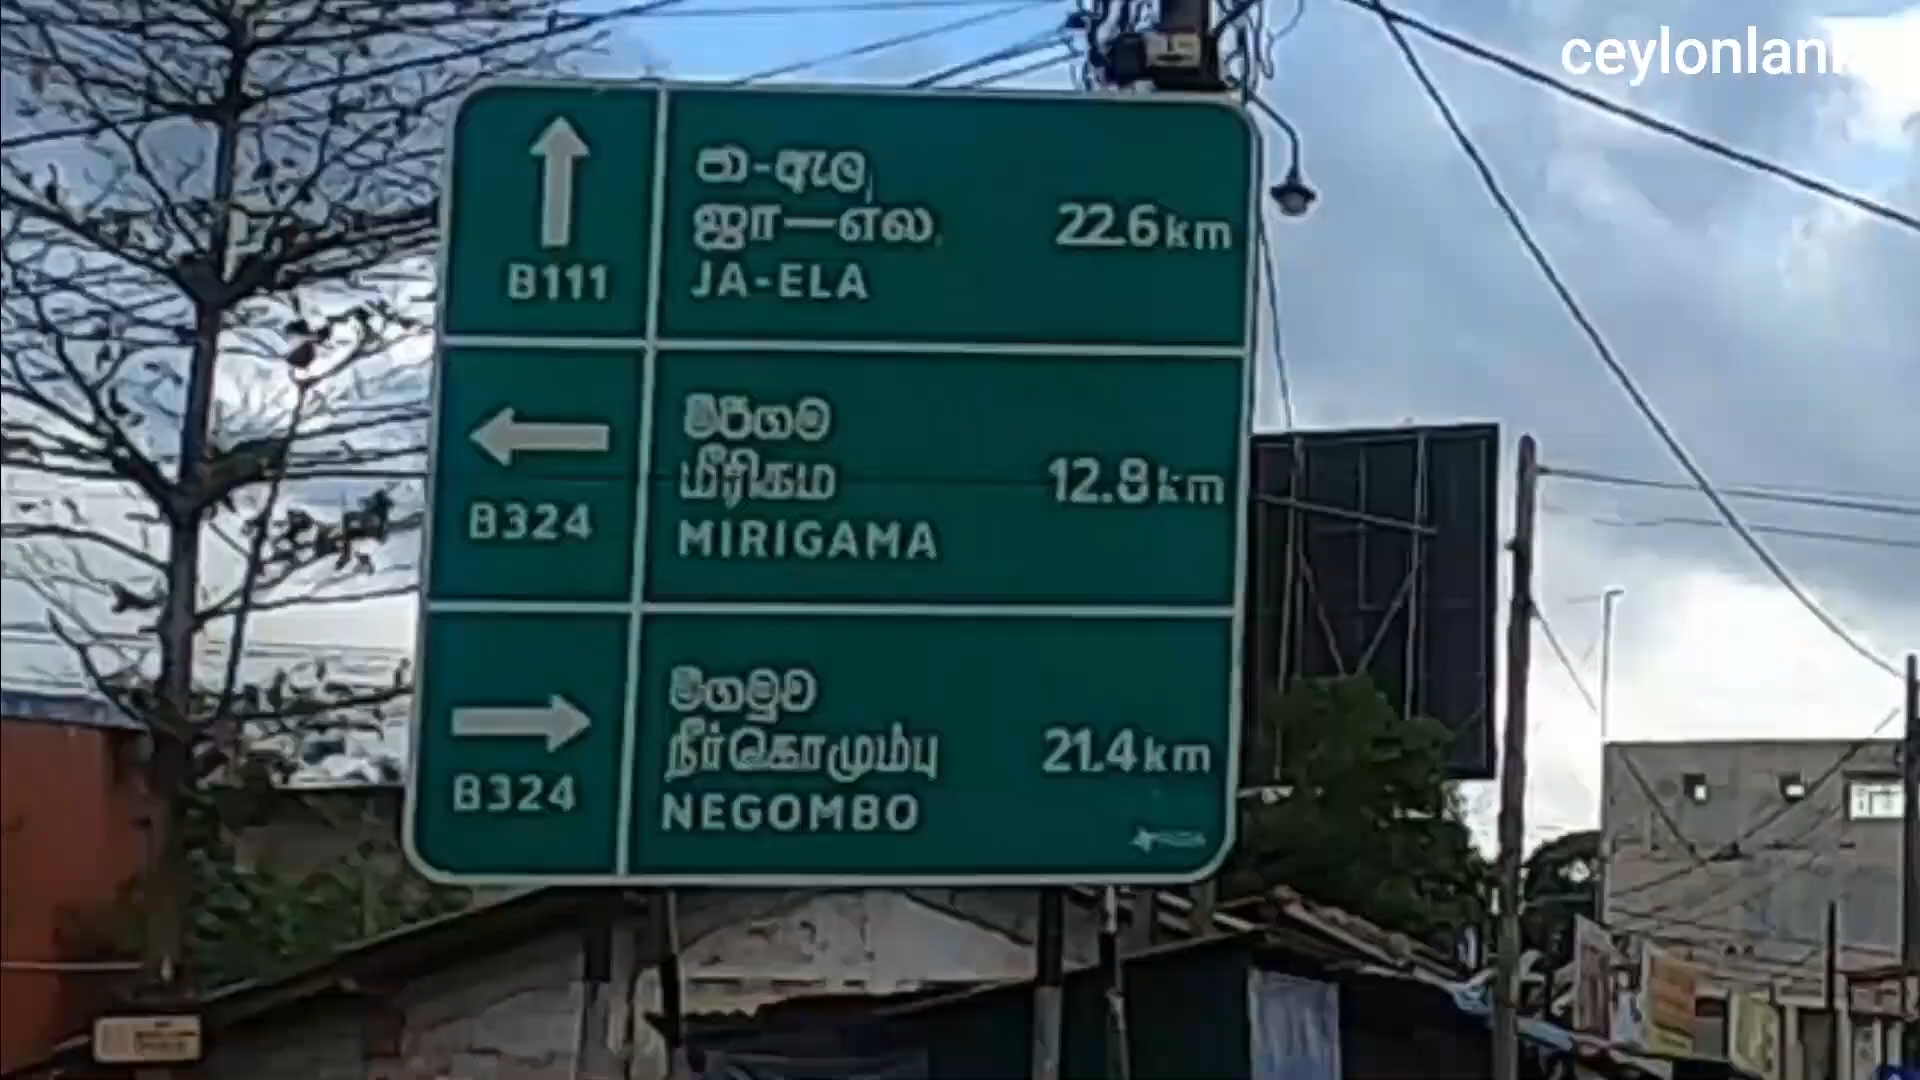 ceylonlan
B111
ජා-ඇල
ஜா—எல
JA-ELA
22.6km
B324
මීරිගම
மீரிகம
MIRIGAMA
12.8km
B324
මීගමුව
நீர்கொழும்பு
NEGOMBO
21.4km